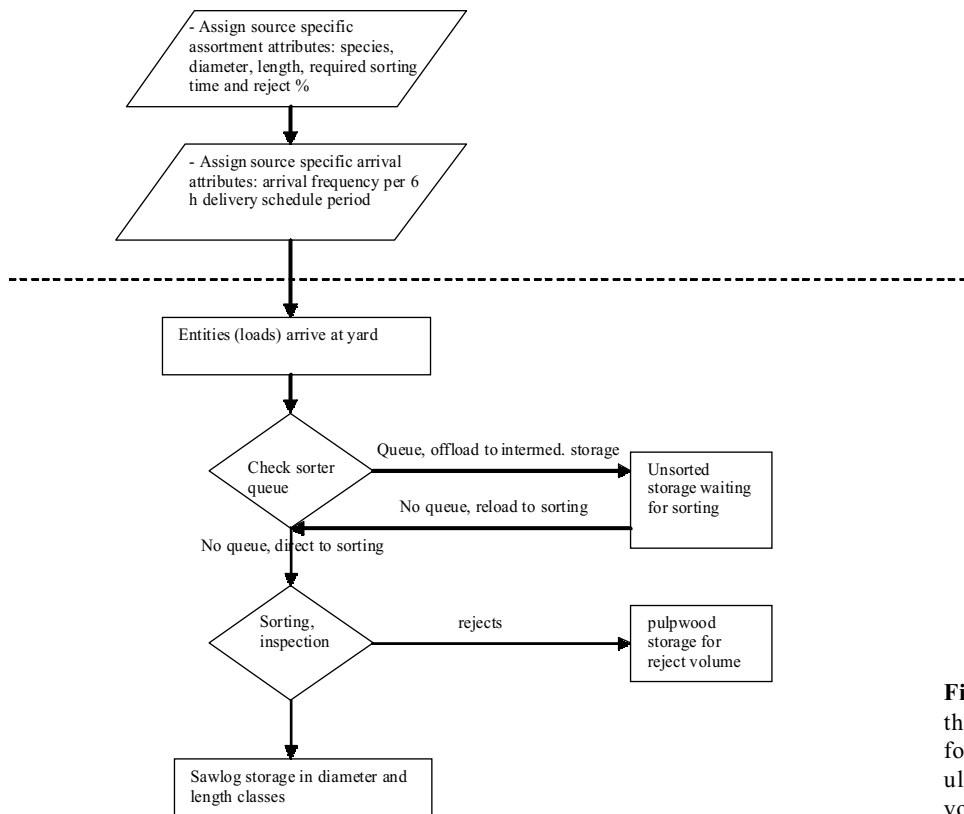 - Assign source specific
assortment attributes: species,
diameter, length, required sorting
time and reject %
- Assign source specific arrival
attributes: arrival frequency per 6
h delivery schedule period
Entities (loads) arrive at yard
Queue, offload to intermed. storage
Check sorter
queue
Unsorted
storage waiting
for sorting
No queue, reload to sorting
No queue, direct to sorting
Sorting,
inspection
rejects
pulpwood
storage for
reject volume
Sawlog storage in diameter and
length classes
Fi
th
fo
ul